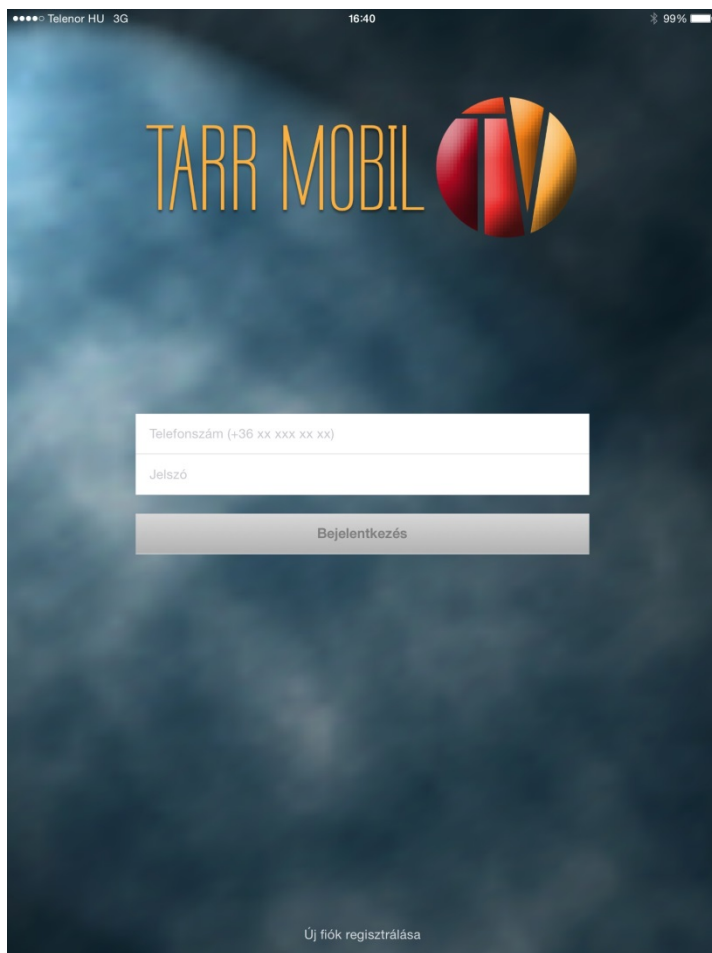 Telenor HU 3G 16:40 99%
TARR MOBIL TV
Telefonszám (+36 xx xxx xx xx)
Jelszó
Bejelentkezés
Új fiók regisztrálása